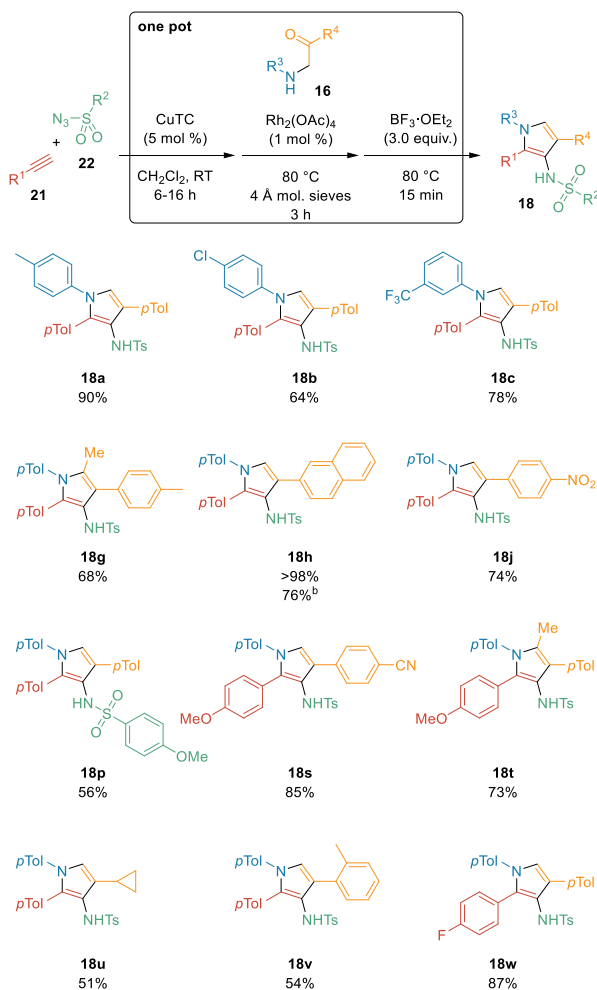 one pot
O
R⁴
R³
N
H
16
N₃
R²
S
O O
+
22
R¹
21
CuTC
(5 mol %)
CH₂Cl₂, RT
6-16 h
Rh₂(OAc)₄
(1 mol %)
80 °C
4 Å mol. sieves
3 h
BF₃·OEt₂
(3.0 equiv.)
80 °C
15 min
R³
N
R⁴
R¹
HN
O
S
O
R²
18
N
pTol
pTol
NHTs
18a
90%
Cl
N
pTol
pTol
NHTs
18b
64%
F₃C
N
pTol
pTol
NHTs
18c
78%
pTol
N
Me
pTol
NHTs
18g
68%
pTol
N
pTol
NHTs
18h
>98%
76%ᵇ
pTol
N
pTol
NO₂
NHTs
18j
74%
pTol
N
pTol
pTol
HN
O
S
O
OMe
18p
56%
pTol
N
CN
NHTs
MeO
18s
85%
pTol
N
Me
pTol
NHTs
MeO
18t
73%
pTol
N
pTol
NHTs
18u
51%
pTol
N
pTol
NHTs
18v
54%
pTol
N
pTol
NHTs
F
18w
87%